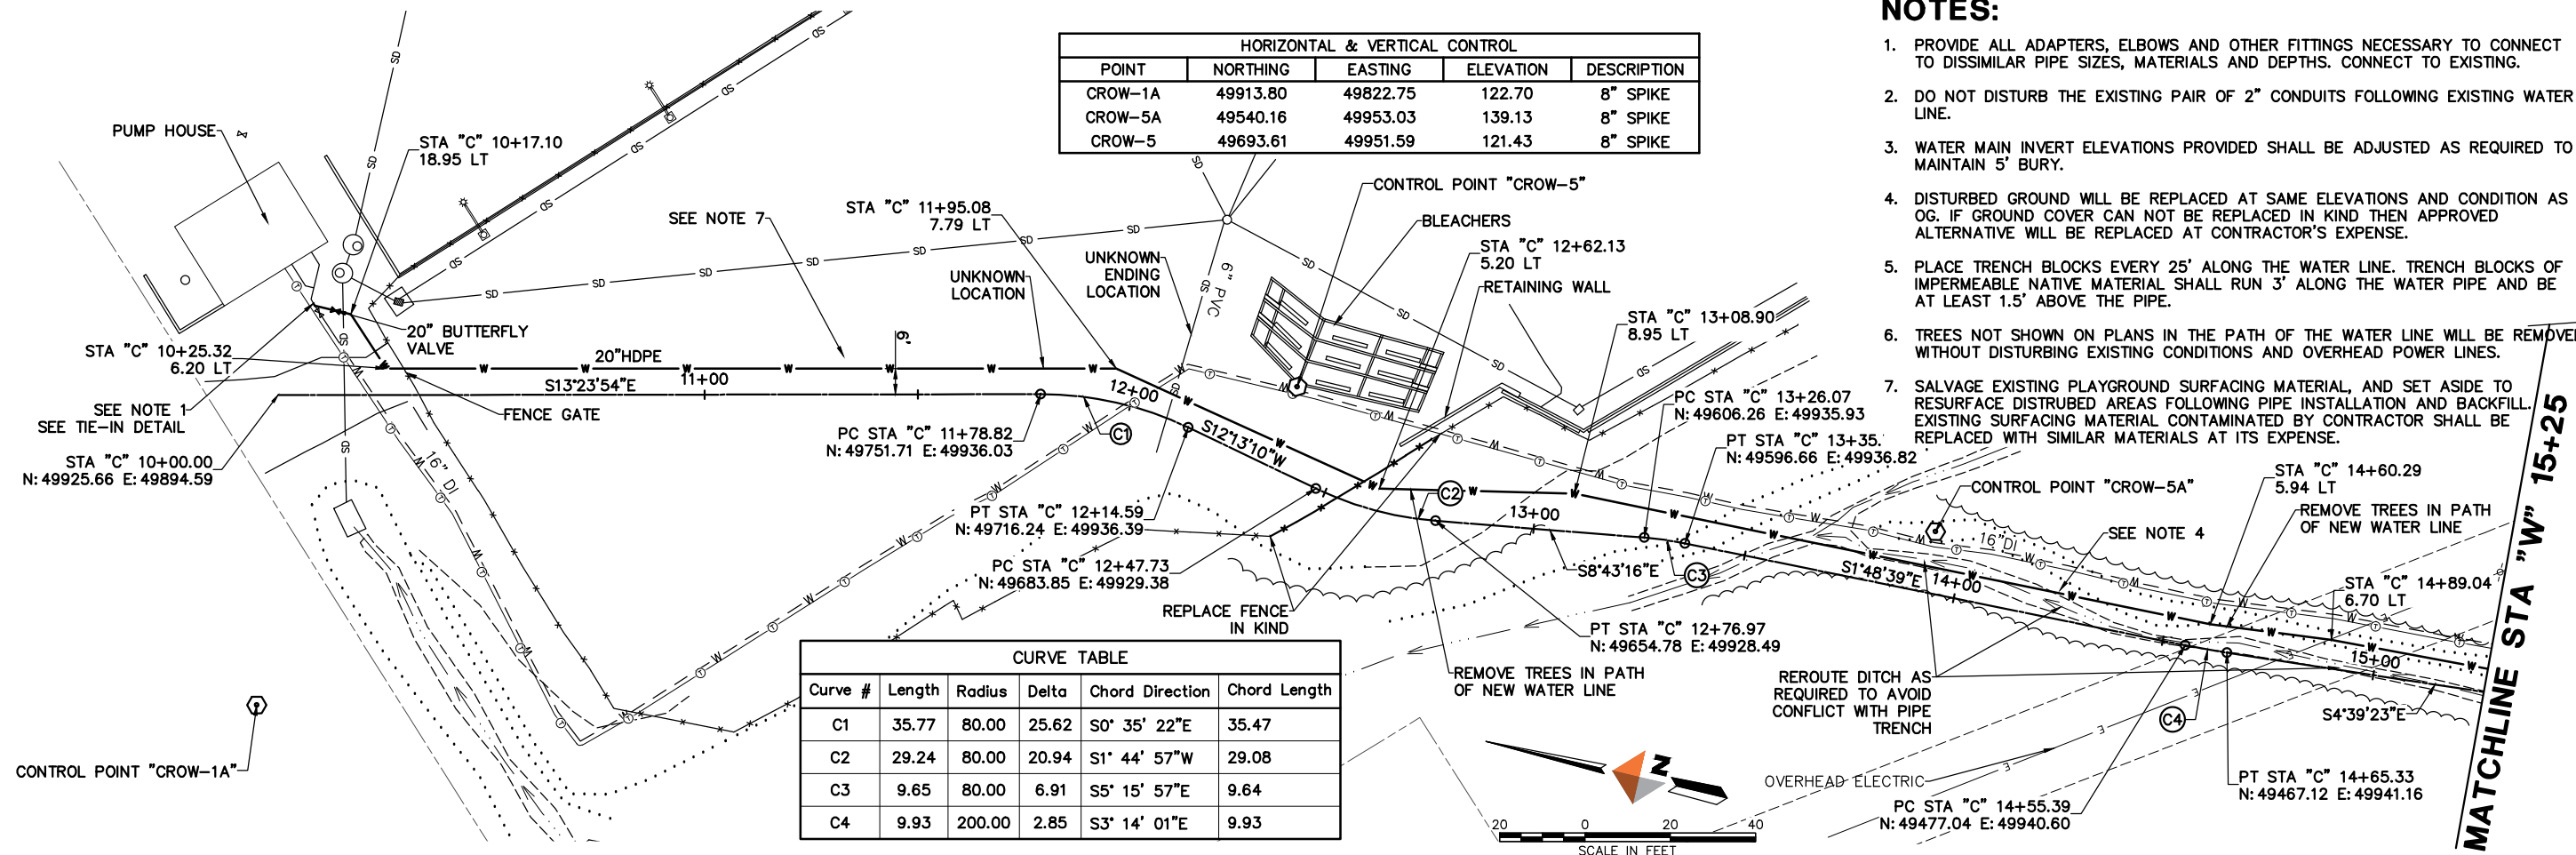 NOTES:
1. PROVIDE ALL ADAPTERS, ELBOWS AND OTHER FITTINGS NECESSARY TO CONNECT
TO DISSIMILAR PIPE SIZES, MATERIALS AND DEPTHS. CONNECT TO EXISTING.
2. DO NOT DISTURB THE EXISTING PAIR OF 2" CONDUITS FOLLOWING EXISTING WATER
LINE.
3. WATER MAIN INVERT ELEVATIONS PROVIDED SHALL BE ADJUSTED AS REQUIRED TO
MAINTAIN 5' BURY.
4. DISTURBED GROUND WILL BE REPLACED AT SAME ELEVATIONS AND CONDITION AS
OG. IF GROUND COVER CAN NOT BE REPLACED IN KIND THEN APPROVED
ALTERNATIVE WILL BE REPLACED AT CONTRACTOR'S EXPENSE.
5. PLACE TRENCH BLOCKS EVERY 25' ALONG THE WATER LINE. TRENCH BLOCKS OF
IMPERMEABLE NATIVE MATERIAL SHALL RUN 3' ALONG THE WATER PIPE AND BE
AT LEAST 1.5' ABOVE THE PIPE.
6. TREES NOT SHOWN ON PLANS IN THE PATH OF THE WATER LINE WILL BE REMOVE
WITHOUT DISTURBING EXISTING CONDITIONS AND OVERHEAD POWER LINES.
7. SALVAGE EXISTING PLAYGROUND SURFACING MATERIAL, AND SET ASIDE TO
RESURFACE DISTRUBED AREAS FOLLOWING PIPE INSTALLATION AND BACKFILL.
EXISTING SURFACING MATERIAL CONTAMINATED BY CONTRACTOR SHALL BE
REPLACED WITH SIMILAR MATERIALS AT ITS EXPENSE.
HORIZONTAL & VERTICAL CONTROL
POINT NORTHING EASTING ELEVATION DESCRIPTION
CROW-1A 49913.80 49822.75 122.70 8" SPIKE
CROW-5A 49540.16 49953.03 139.13 8" SPIKE
CROW-5 49693.61 49951.59 121.43 8" SPIKE
PUMP HOUSE
STA "C" 10+17.10
18.95 LT
SEE NOTE 7
STA "C" 11+95.08
7.79 LT
UNKNOWN
LOCATION
UNKNOWN
ENDING
LOCATION
6" PVC
CONTROL POINT "CROW-5"
BLEACHERS
STA "C" 12+62.13
5.20 LT
RETAINING WALL
STA "C" 13+08.90
8.95 LT
20" BUTTERFLY
VALVE
STA "C" 10+25.32
6.20 LT
20"HDPE
6'
S13°23'54"E
11+00
12+00
SEE NOTE 1
SEE TIE-IN DETAIL
FENCE GATE
STA "C" 10+00.00
N: 49925.66 E: 49894.59
16" DI
PC STA "C" 11+78.82
N: 49751.71 E: 49936.03
C1
S12°13'10"W
PC STA "C" 13+26.07
N: 49606.26 E: 49935.93
PT STA "C" 13+35.
N: 49596.66 E: 49936.82
C2
13+00
PT STA "C" 12+14.59
N: 49716.24 E: 49936.39
PC STA "C" 12+47.73
N: 49683.85 E: 49929.38
REPLACE FENCE
IN KIND
S8°43'16"E
C3
PT STA "C" 12+76.97
N: 49654.78 E: 49928.49
REMOVE TREES IN PATH
OF NEW WATER LINE
CONTROL POINT "CROW-5A"
16"DI
S1°48'39"E
14+00
STA "C" 14+60.29
5.94 LT
REMOVE TREES IN PATH
OF NEW WATER LINE
SEE NOTE 4
STA "C" 14+89.04
6.70 LT
15+00
REROUTE DITCH AS
REQUIRED TO AVOID
CONFLICT WITH PIPE
TRENCH
C4
S4°39'23"E
OVERHEAD ELECTRIC
PC STA "C" 14+55.39
N: 49477.04 E: 49940.60
PT STA "C" 14+65.33
N: 49467.12 E: 49941.16
MATCHLINE STA "W" 15+25
CONTROL POINT "CROW-1A"
CURVE TABLE
Curve # Length Radius Delta Chord Direction Chord Length
C1 35.77 80.00 25.62 S0° 35' 22"E 35.47
C2 29.24 80.00 20.94 S1° 44' 57"W 29.08
C3 9.65 80.00 6.91 S5° 15' 57"E 9.64
C4 9.93 200.00 2.85 S3° 14' 01"E 9.93
N
20 0 20 40
SCALE IN FEET